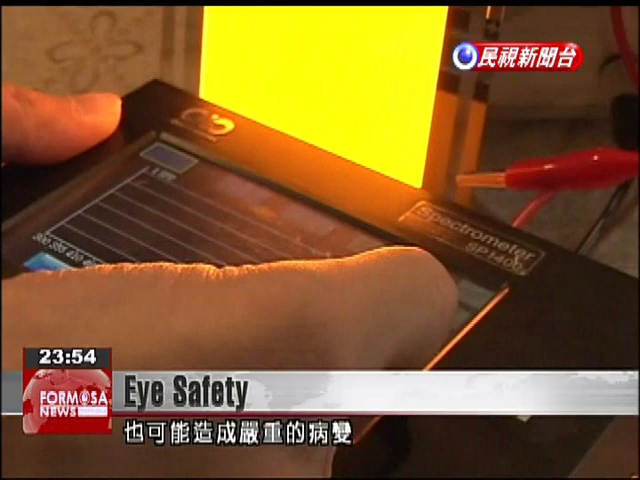 民視新聞台
Spectrometer
SP140
23:54
FORMOSA
NEWS
Eye Safety
也可能造成嚴重的病變